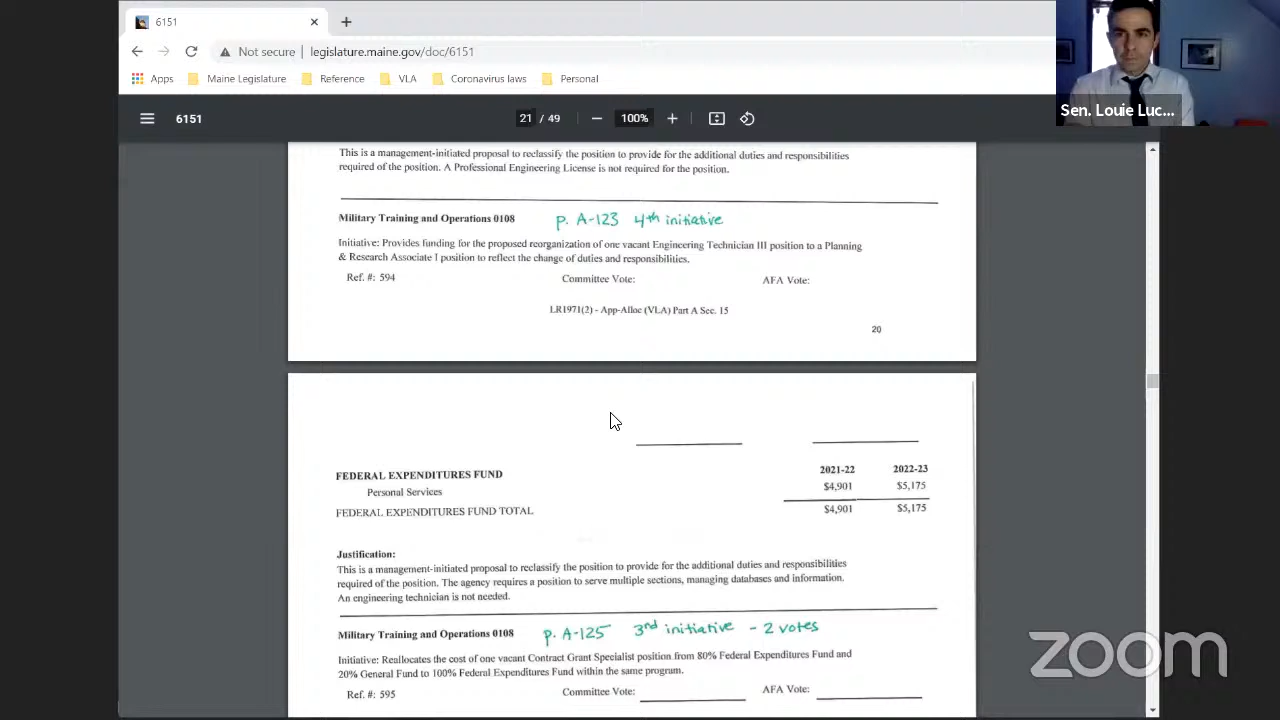 6151
Not secure | legislature.maine.gov/doc/6151
Apps Maine Legislature Reference VLA Coronavirus laws Personal
Sen. Louie Luc...
6151 21 / 49 100%
This is a management-initiated proposal to reclassify the position to provide for the additional duties and responsibilities
required of the position. A Professional Engineering License is not required for the position.
Military Training and Operations 0108 p. A-123 4th initiative
Initiative: Provides funding for the proposed reorganization of one vacant Engineering Technician III position to a Planning
& Research Associate I position to reflect the change of duties and responsibilities.
Ref. #: 594 Committee Vote: AFA Vote:
LR1971(2) - App-Alloc (VLA) Part A Sec. 15
20
FEDERAL EXPENDITURES FUND 2021-22 2022-23
Personal Services $4,901 $5,175
FEDERAL EXPENDITURES FUND TOTAL $4,901 $5,175
Justification:
This is a management-initiated proposal to reclassify the position to provide for the additional duties and responsibilities
required of the position. The agency requires a position to serve multiple sections, managing databases and information.
An engineering technician is not needed.
Military Training and Operations 0108 p. A-125 3rd initiative - 2 votes
Initiative: Reallocates the cost of one vacant Contract Grant Specialist position from 80% Federal Expenditures Fund and
20% General Fund to 100% Federal Expenditures Fund within the same program.
Ref. #: 595 Committee Vote: AFA Vote:
zoom